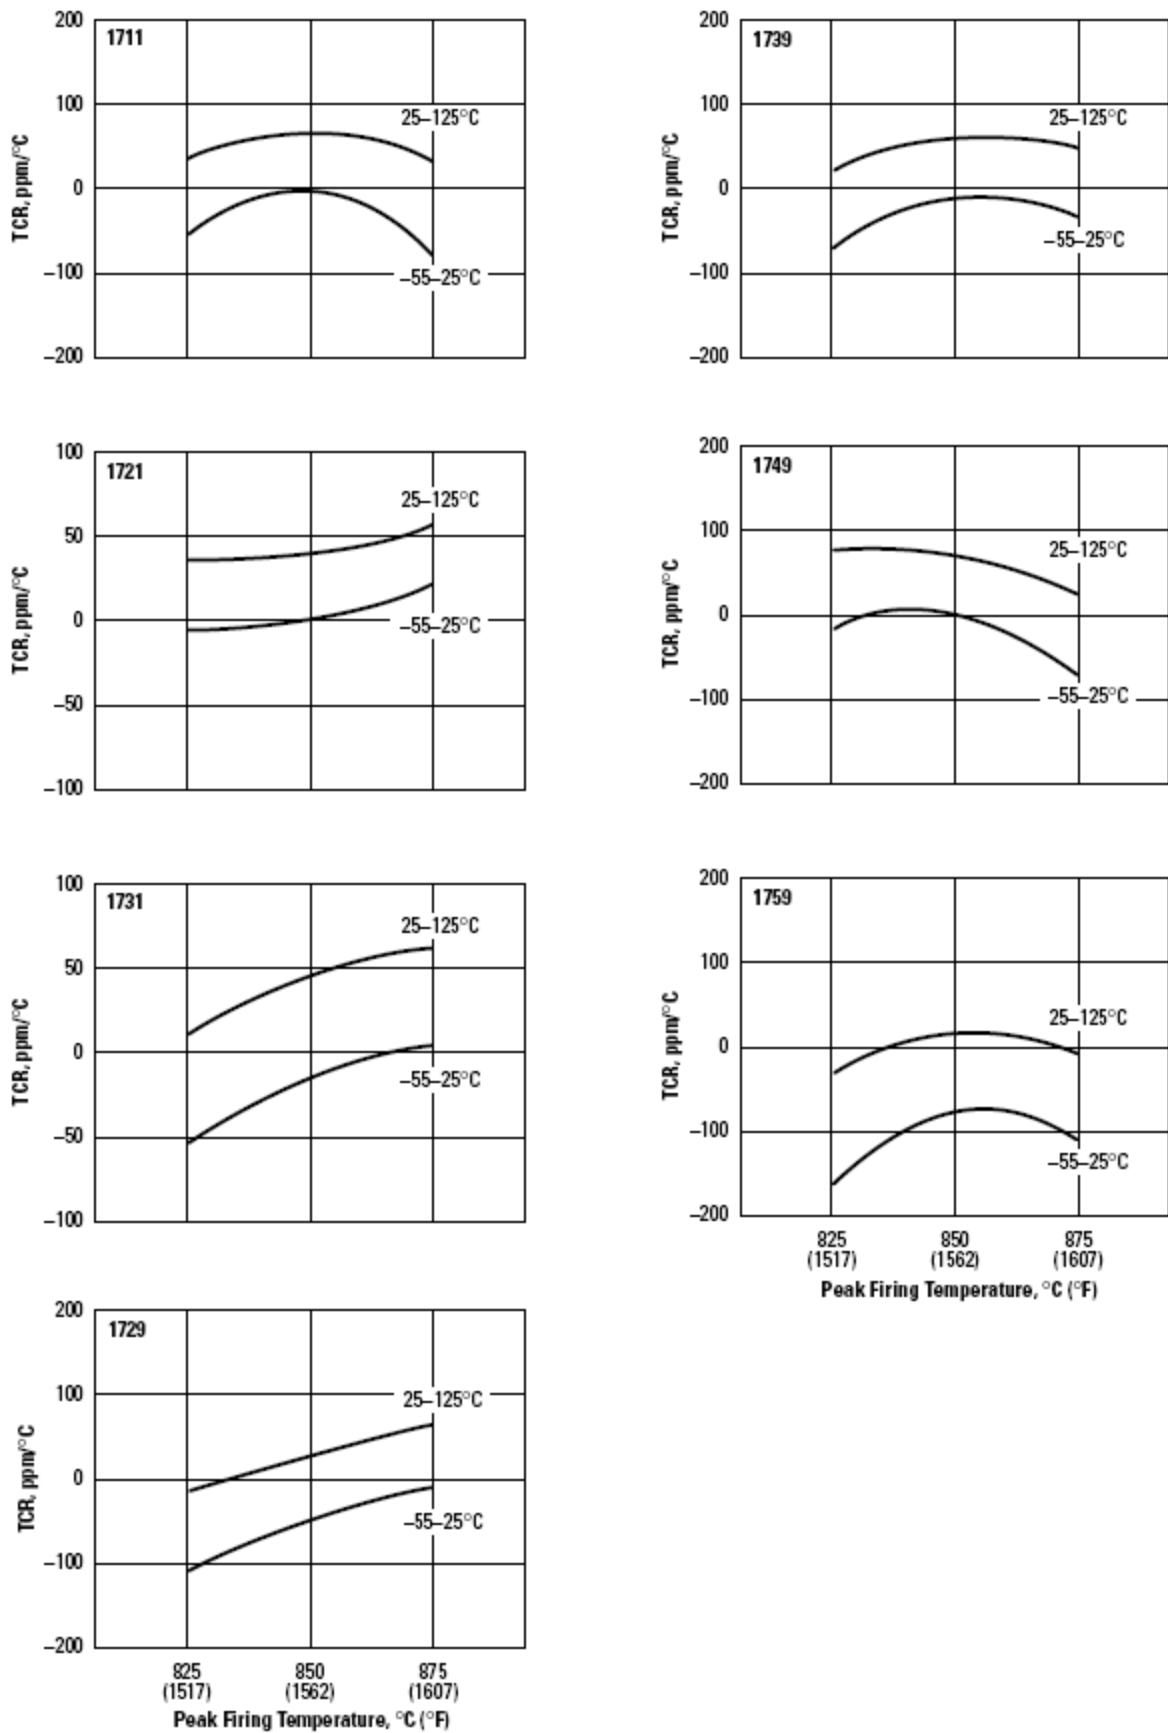 1711
200
100
0
–100
–200
TCR, ppm/°C
25–125°C
–55–25°C
1721
100
50
0
–50
–100
TCR, ppm/°C
25–125°C
–55–25°C
1731
100
50
0
–50
–100
TCR, ppm/°C
25–125°C
–55–25°C
1729
200
100
0
–100
–200
TCR, ppm/°C
25–125°C
–55–25°C
825 850 875
(1517) (1562) (1607)
Peak Firing Temperature, °C (°F)
1739
200
100
0
–100
–200
TCR, ppm/°C
25–125°C
–55–25°C
1749
200
100
0
–100
–200
TCR, ppm/°C
25–125°C
–55–25°C
1759
200
100
0
–100
–200
TCR, ppm/°C
25–125°C
–55–25°C
825 850 875
(1517) (1562) (1607)
Peak Firing Temperature, °C (°F)